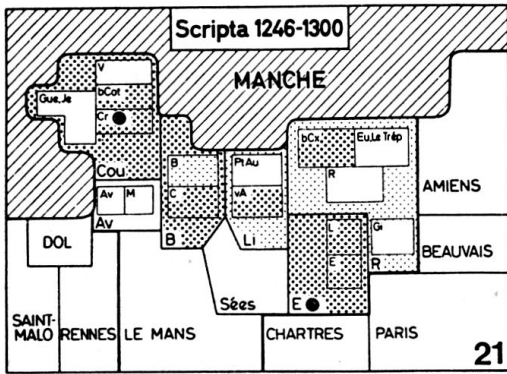 Scripta 1246-1300
MANCHE
V
bCot
Gue,Je
Cr
Cou
Av M
Av
B
C
B
Pt Au
vA
Li
bCx
Eu,Le Trép
R
AMIENS
L
E
E
Gi
R
BEAUVAIS
DOL
Sées
SAINT-
MALO
RENNES
LE MANS
CHARTRES
PARIS
21